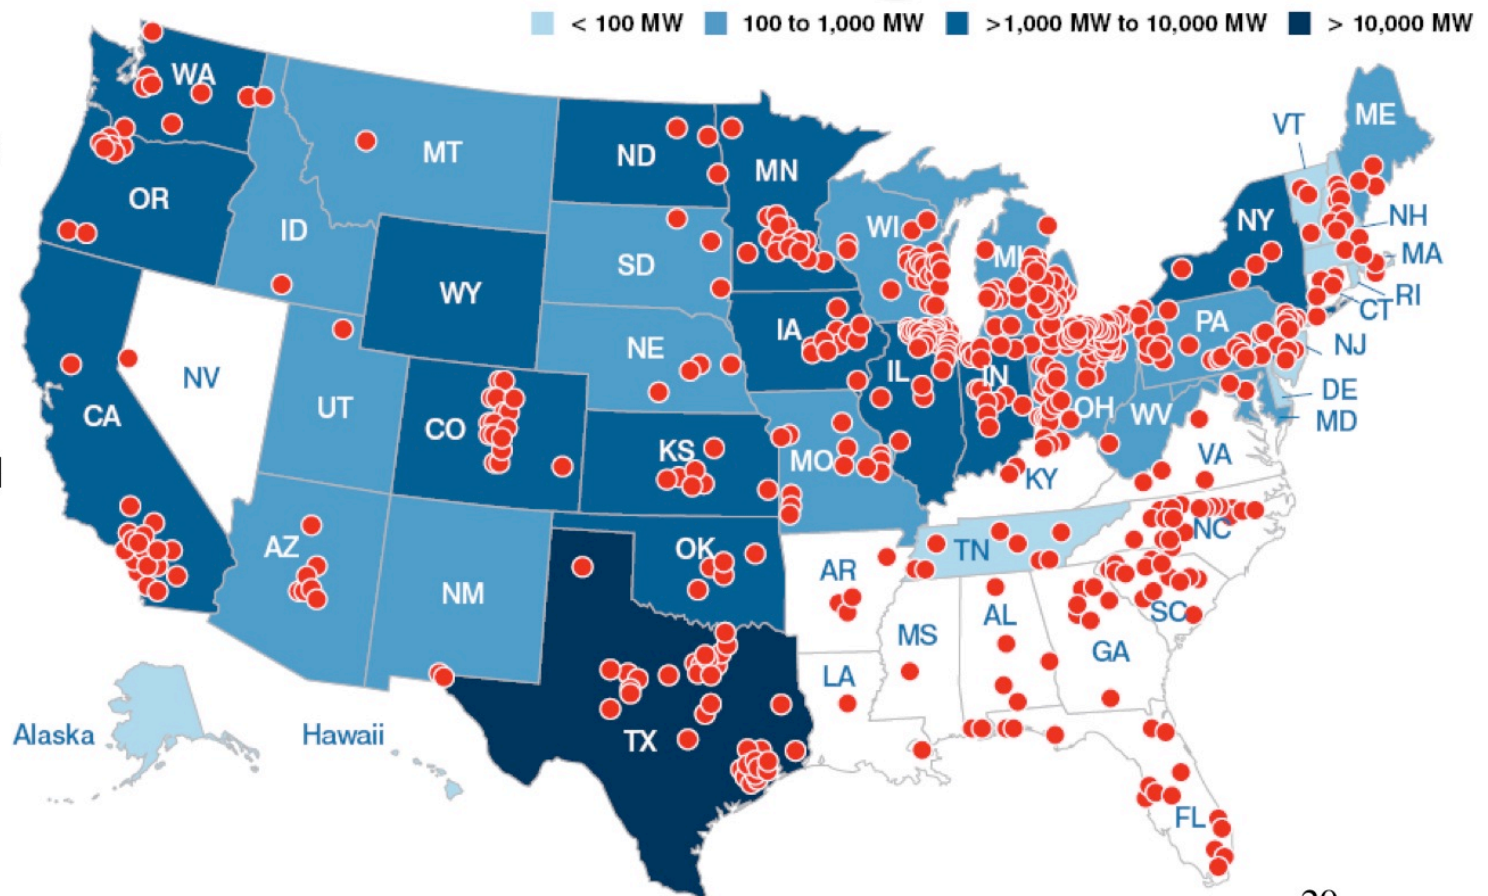 < 100 MW 100 to 1,000 MW >1,000 MW to 10,000 MW > 10,000 MW
WA
ME
VT
MT
ND
MN
OR
NH
NY
WI
ID
MA
MI
SD
RI
WY
CT
IA
PA
NJ
NE
NV
IL
IN
DE
UT
OH
CA
WV
MD
CO
KS
VA
MO
KY
NC
AZ
OK
TN
AR
NM
SC
AL
MS
GA
LA
Alaska
Hawaii
TX
FL